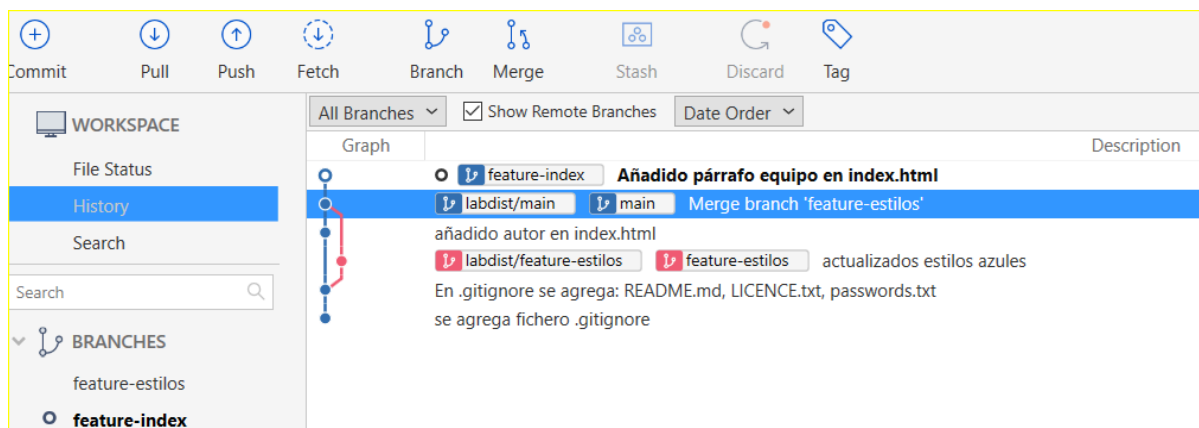 Commit Pull Push Fetch Branch Merge Stash Discard Tag
WORKSPACE
File Status
History
Search
Search
BRANCHES
feature-estilos
feature-index
All Branches Show Remote Branches Date Order
Graph Description
feature-index Añadido párrafo equipo en index.html
labdist/main main Merge branch 'feature-estilos'
añadido autor en index.html
labdist/feature-estilos feature-estilos actualizados estilos azules
En .gitignore se agrega: README.md, LICENCE.txt, passwords.txt
se agrega fichero .gitignore